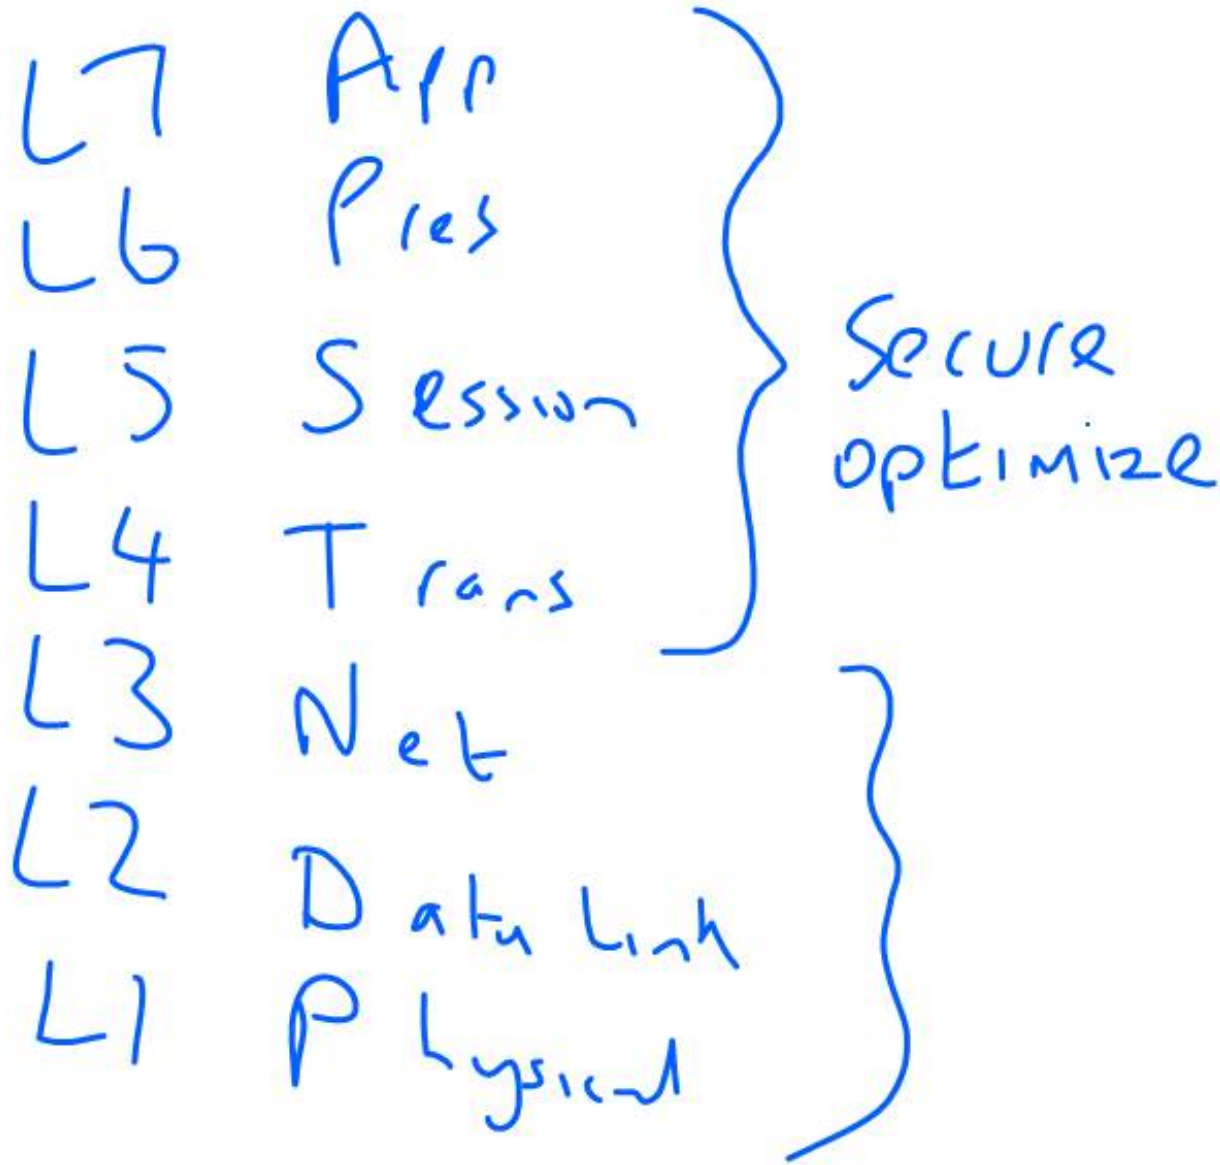 L7 App
L6 Pres
L5 Session
L4 Trans
L3 Net
L2 Data Link
L1 Physical
Secure
optimize